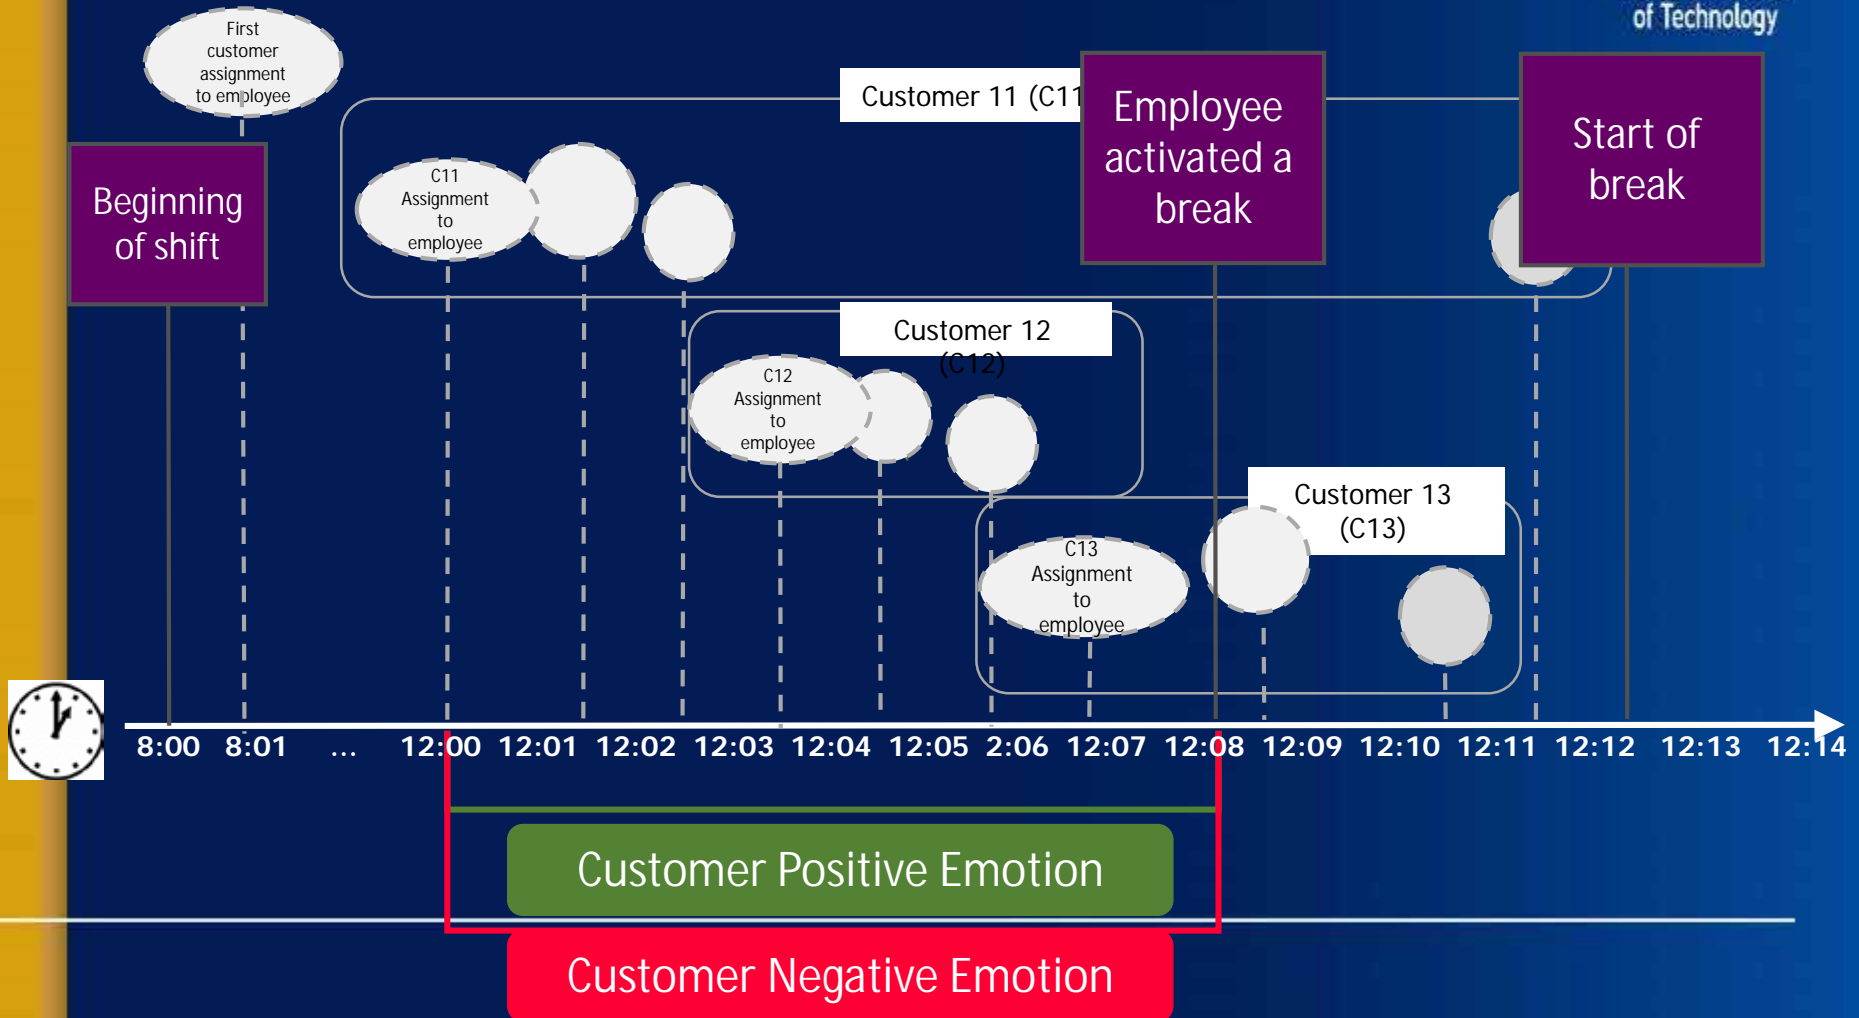 of Technology
First
customer
assignment
to employee
Customer 11 (C11
Employee
activated a
break
Start of
break
Beginning
of shift
C11
Assignment
to
employee
Customer 12
(C12)
C12
Assignment
to
employee
Customer 13
(C13)
C13
Assignment
to
employee
8:00 8:01 ... 12:00 12:01 12:02 12:03 12:04 12:05 2:06 12:07 12:08 12:09 12:10 12:11 12:12 12:13 12:14
Customer Positive Emotion
Customer Negative Emotion